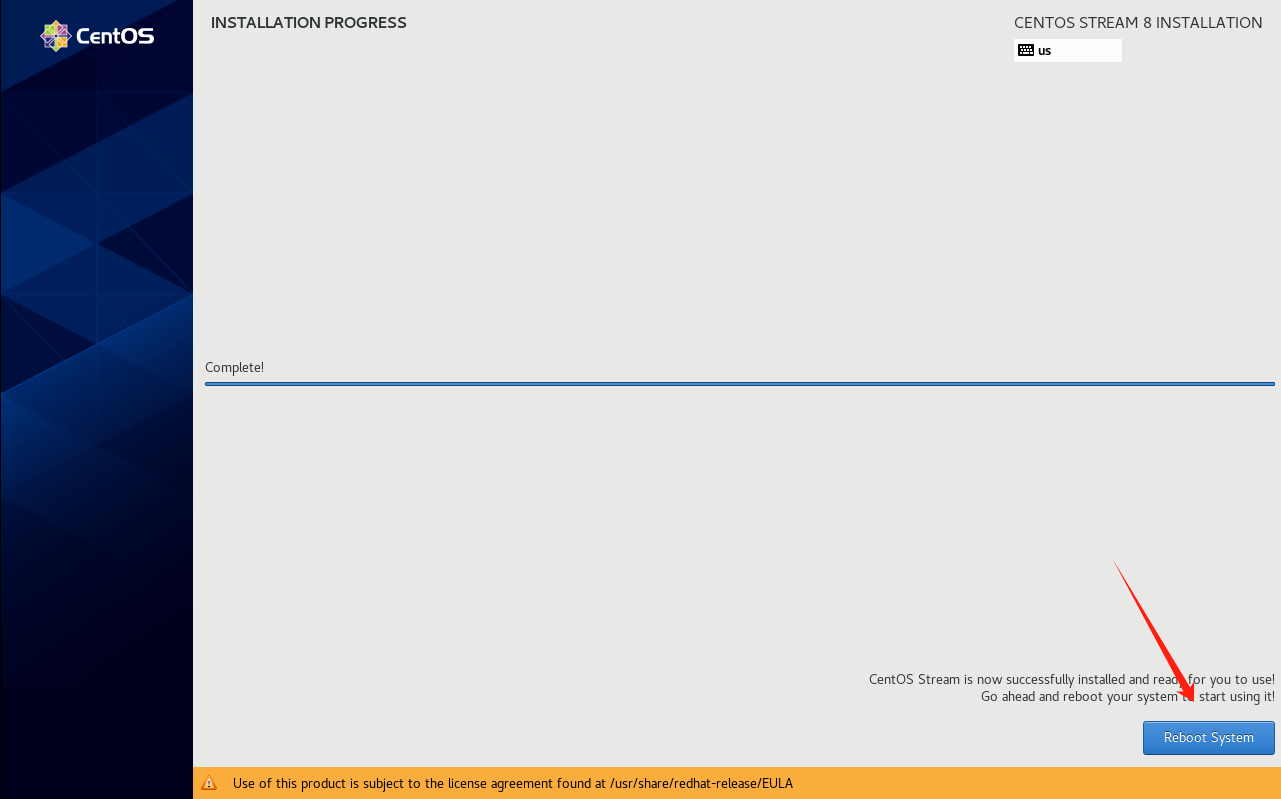 CentOS
INSTALLATION PROGRESS
CENTOS STREAM 8 INSTALLATION
us
Complete!
CentOS Stream is now successfully installed and ready for you to use!
Go ahead and reboot your system to start using it!
Reboot System
Use of this product is subject to the license agreement found at /usr/share/redhat-release/EULA